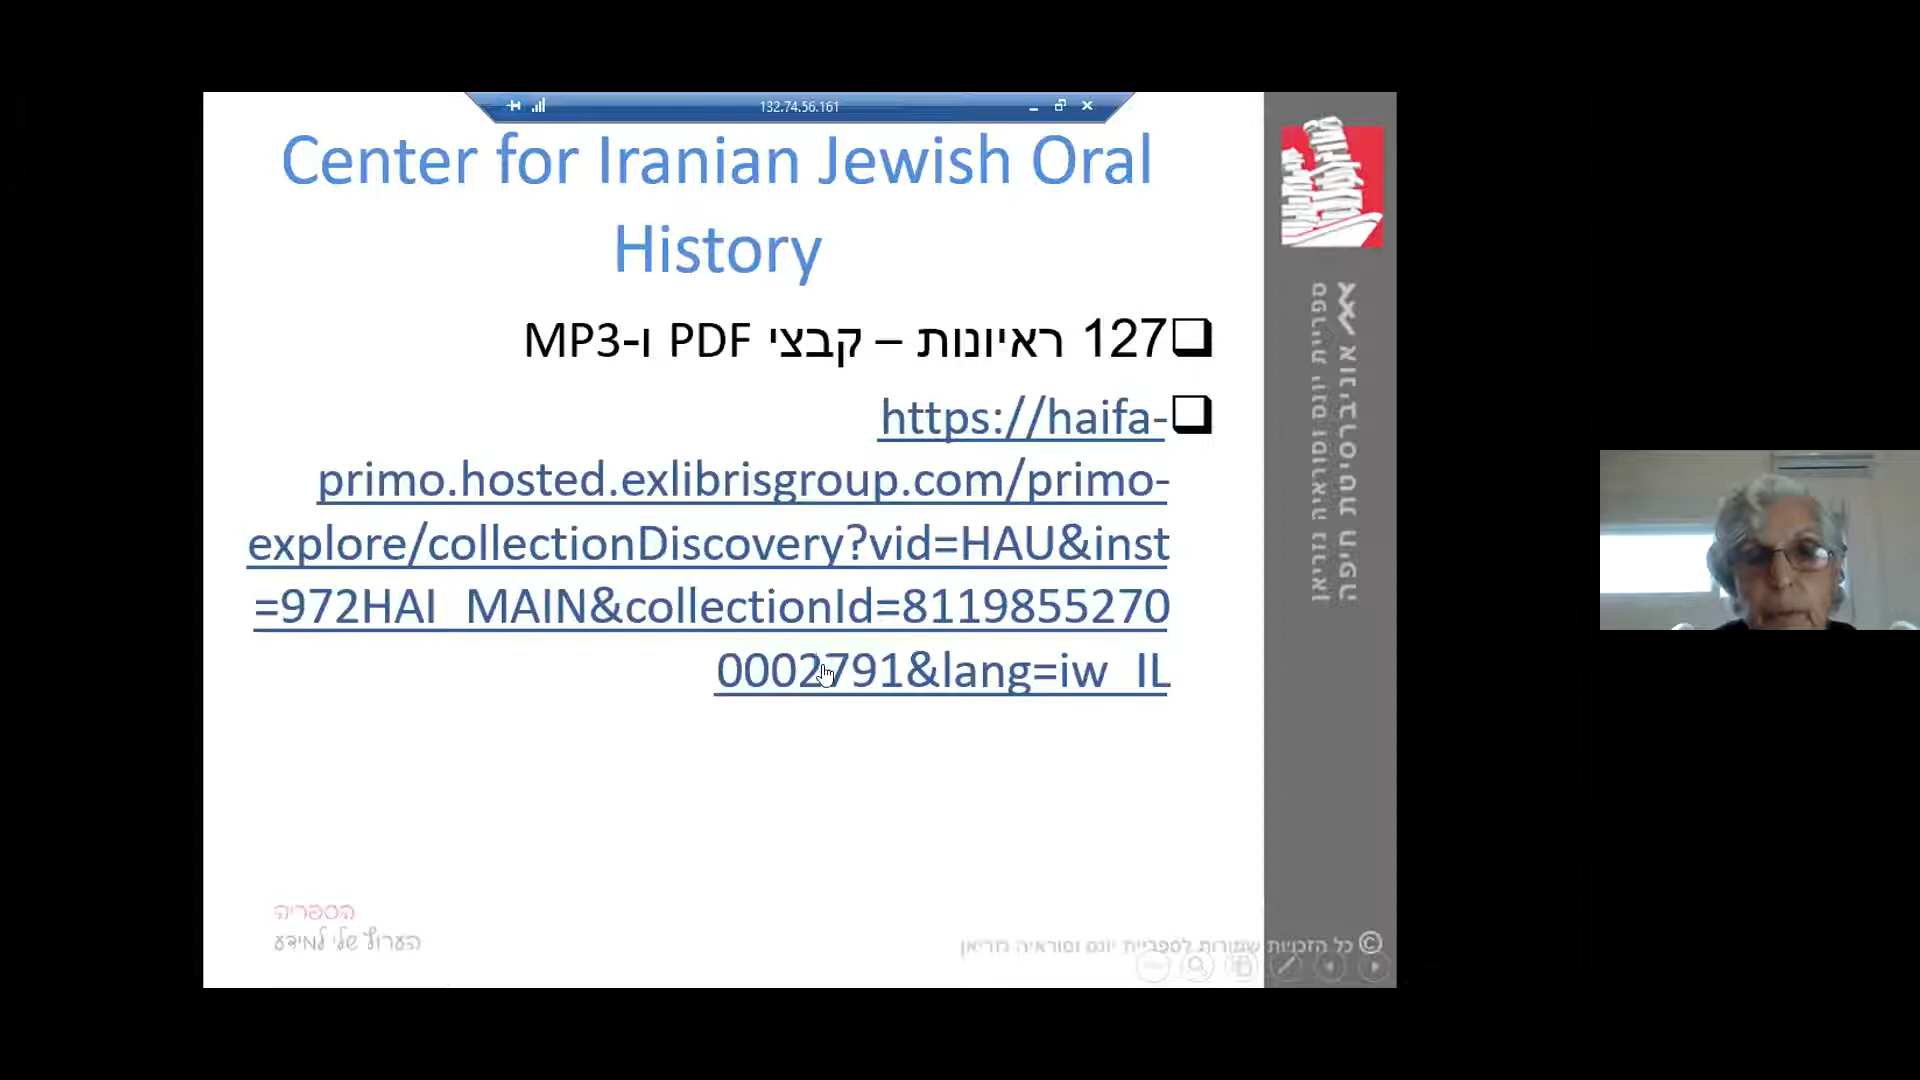 132.74.56.161
Center for Iranian Jewish Oral
History
127 ראיונות – קבצי PDF ו-MP3
https://haifa-
primo.hosted.exlibrisgroup.com/primo-
explore/collectionDiscovery?vid=HAU&inst
=972HAI_MAIN&collectionId=8119855270
0002791&lang=iw_IL
ספריית יונס וסוראיה נזריאן
אוניברסיטת חיפה
הספריה
הערוץ שלי למידע
© כל הזכויות שמורות לספריית יונס וסוראיה נזריאן